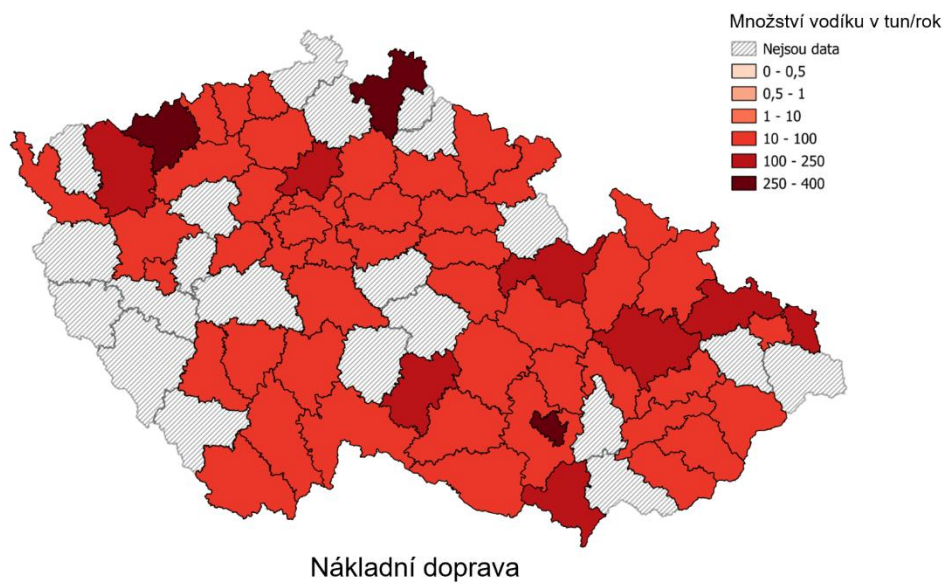 Množství vodíku v tun/rok
Nejsou data
0 - 0,5
0,5 - 1
1 - 10
10 - 100
100 - 250
250 - 400
Nákladní doprava